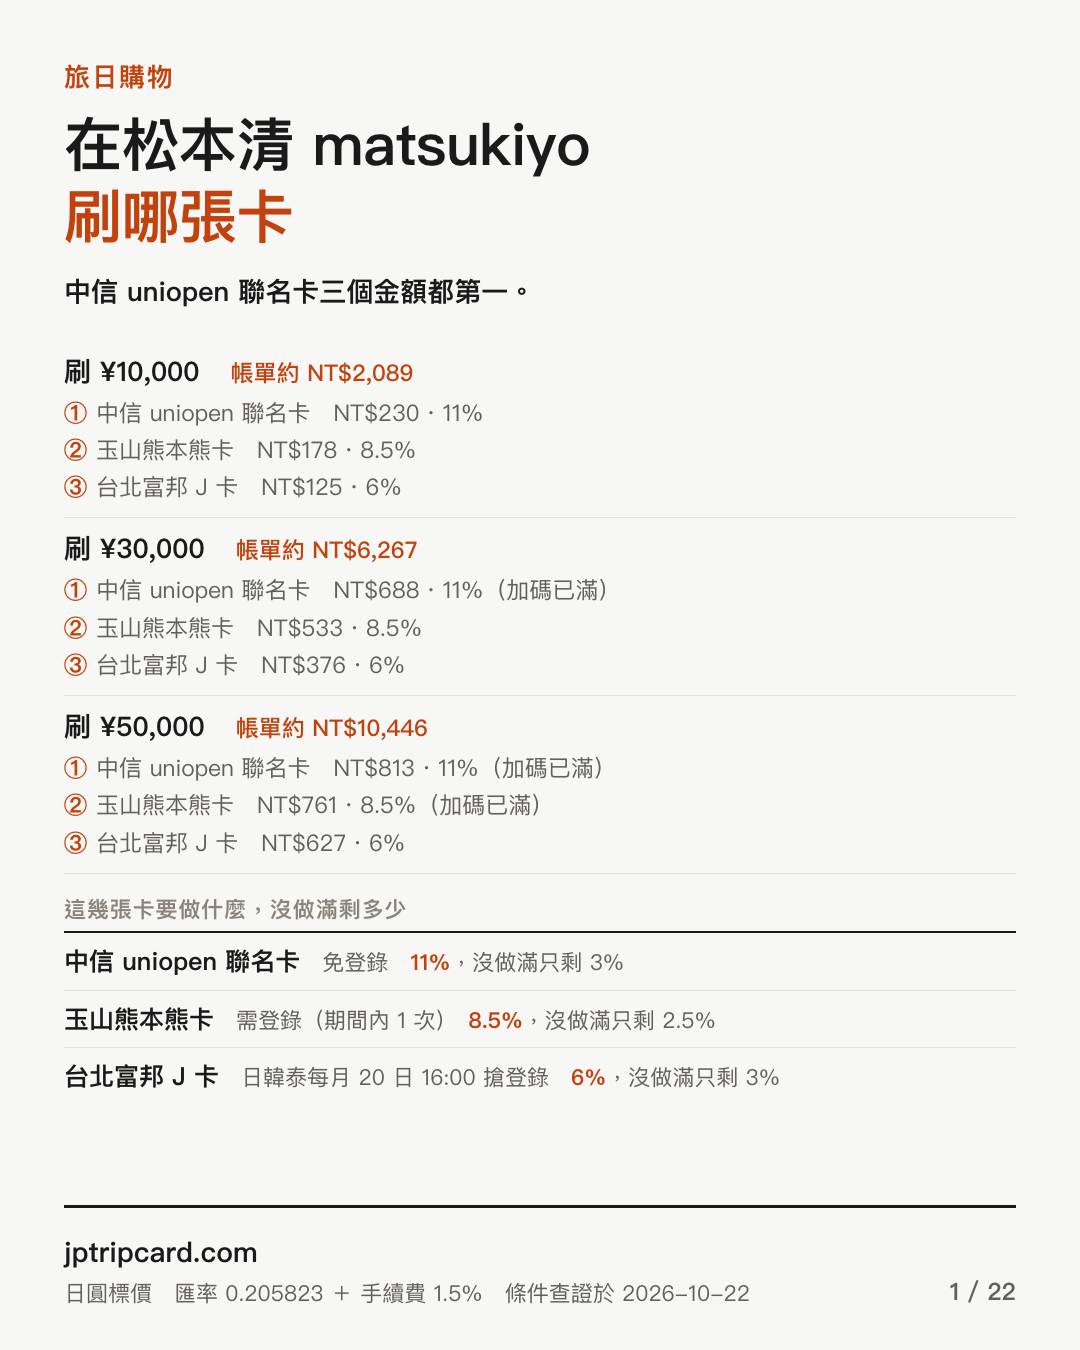 旅日購物
在松本清 matsukiyo
刷哪張卡
中信 uniopen 聯名卡三個金額都第一。
刷 ¥10,000 帳單約 NT$2,089
① 中信 uniopen 聯名卡 NT$230 · 11%
② 玉山熊本熊卡 NT$178 · 8.5%
③ 台北富邦 J 卡 NT$125 · 6%
刷 ¥30,000 帳單約 NT$6,267
① 中信 uniopen 聯名卡 NT$688 · 11%（加碼已滿）
② 玉山熊本熊卡 NT$533 · 8.5%
③ 台北富邦 J 卡 NT$376 · 6%
刷 ¥50,000 帳單約 NT$10,446
① 中信 uniopen 聯名卡 NT$813 · 11%（加碼已滿）
② 玉山熊本熊卡 NT$761 · 8.5%（加碼已滿）
③ 台北富邦 J 卡 NT$627 · 6%
這幾張卡要做什麼，沒做滿剩多少
中信 uniopen 聯名卡 免登錄 11%，沒做滿只剩 3%
玉山熊本熊卡 需登錄（期間內 1 次） 8.5%，沒做滿只剩 2.5%
台北富邦 J 卡 日韓泰每月 20 日 16:00 搶登錄 6%，沒做滿只剩 3%
jptripcard.com
日圓標價 匯率 0.205823 ＋ 手續費 1.5% 條件查證於 2026–10–22
1 / 22